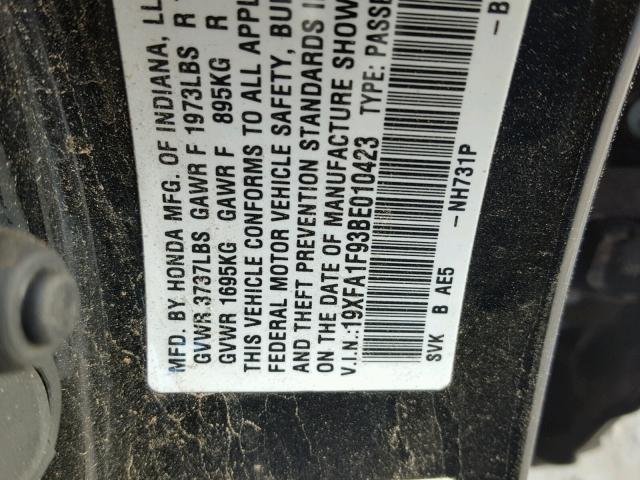 MFD. BY HONDA MFG. OF INDIANA, LL
GVWR 3737LBS GAWR F 1973LBS R
GVWR 1695KG GAWR F 895KG R
THIS VEHICLE CONFORMS TO ALL APPL
FEDERAL MOTOR VEHICLE SAFETY, BU
AND THEFT PREVENTION STANDARDS I
ON THE DATE OF MANUFACTURE SHOW
V.I.N.:19XFA1F93BE010423 TYPE: PASSE
SVK B AE5 -NH731P -B